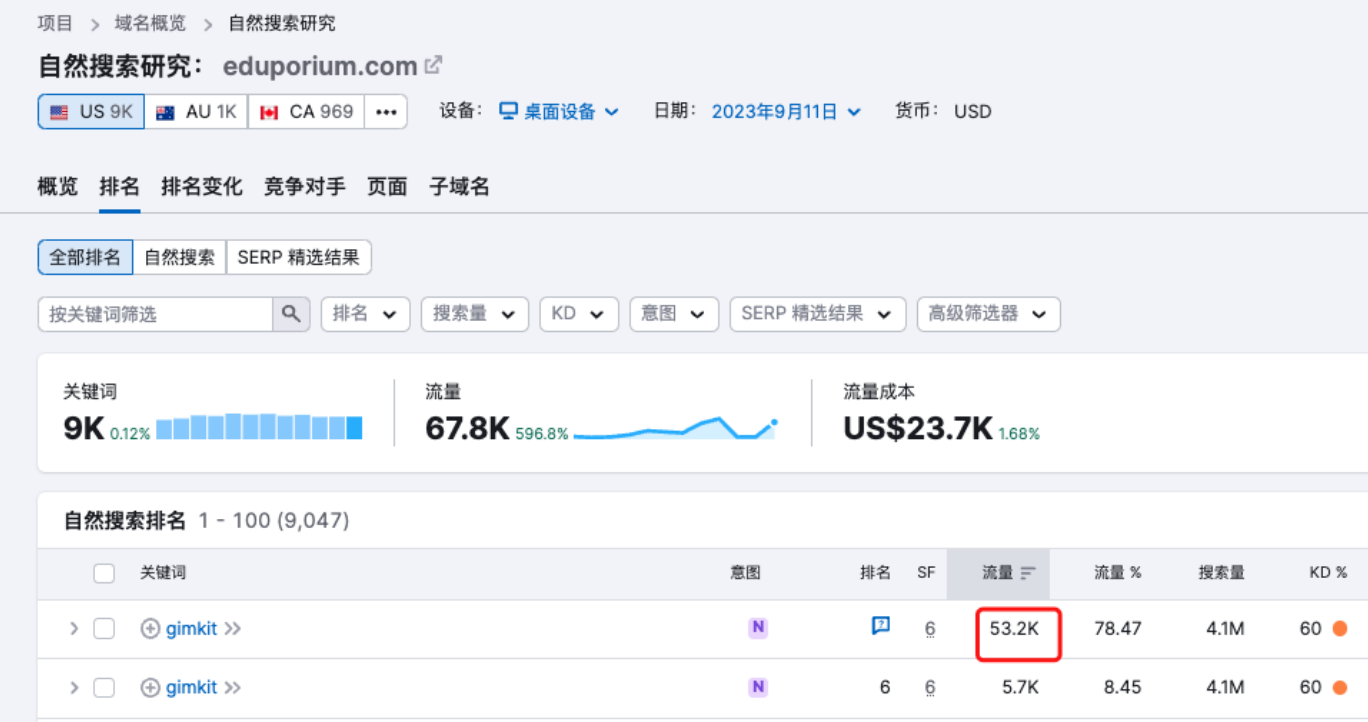 项目 > 域名概览 > 自然搜索研究
自然搜索研究： eduporium.com
US 9K AU 1K CA 969 ••• 设备： 桌面设备 日期： 2023年9月11日 货币： USD
概览 排名 排名变化 竞争对手 页面 子域名
全部排名 自然搜索 SERP 精选结果
按关键词筛选 排名 搜索量 KD 意图 SERP 精选结果 高级筛选器
关键词 流量 流量成本
9K 0.12% 67.8K 596.8% US$23.7K 1.68%
自然搜索排名 1 - 100 (9,047)
关键词 意图 排名 SF 流量 流量 % 搜索量 KD %
gimkit N 6 53.2K 78.47 4.1M 60
gimkit N 6 6 5.7K 8.45 4.1M 60